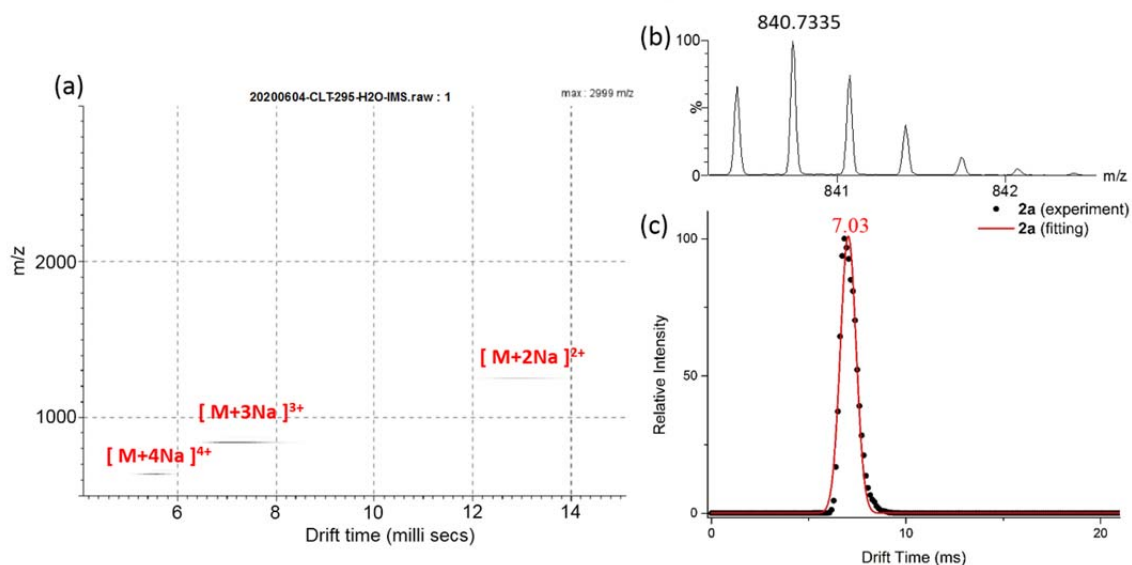 (a)
20200604-CLT-295-H2O-IMS.raw : 1
max : 2999 m/z
m/z
2000
1000
[ M+2Na ]²⁺
[ M+3Na ]³⁺
[ M+4Na ]⁴⁺
6 8 10 12 14
Drift time (milli secs)
(b)
840.7335
100
%
0
841 842
m/z
(c)
2a (experiment)
2a (fitting)
7.03
100
50
0
Relative Intensity
0 10 20
Drift Time (ms)